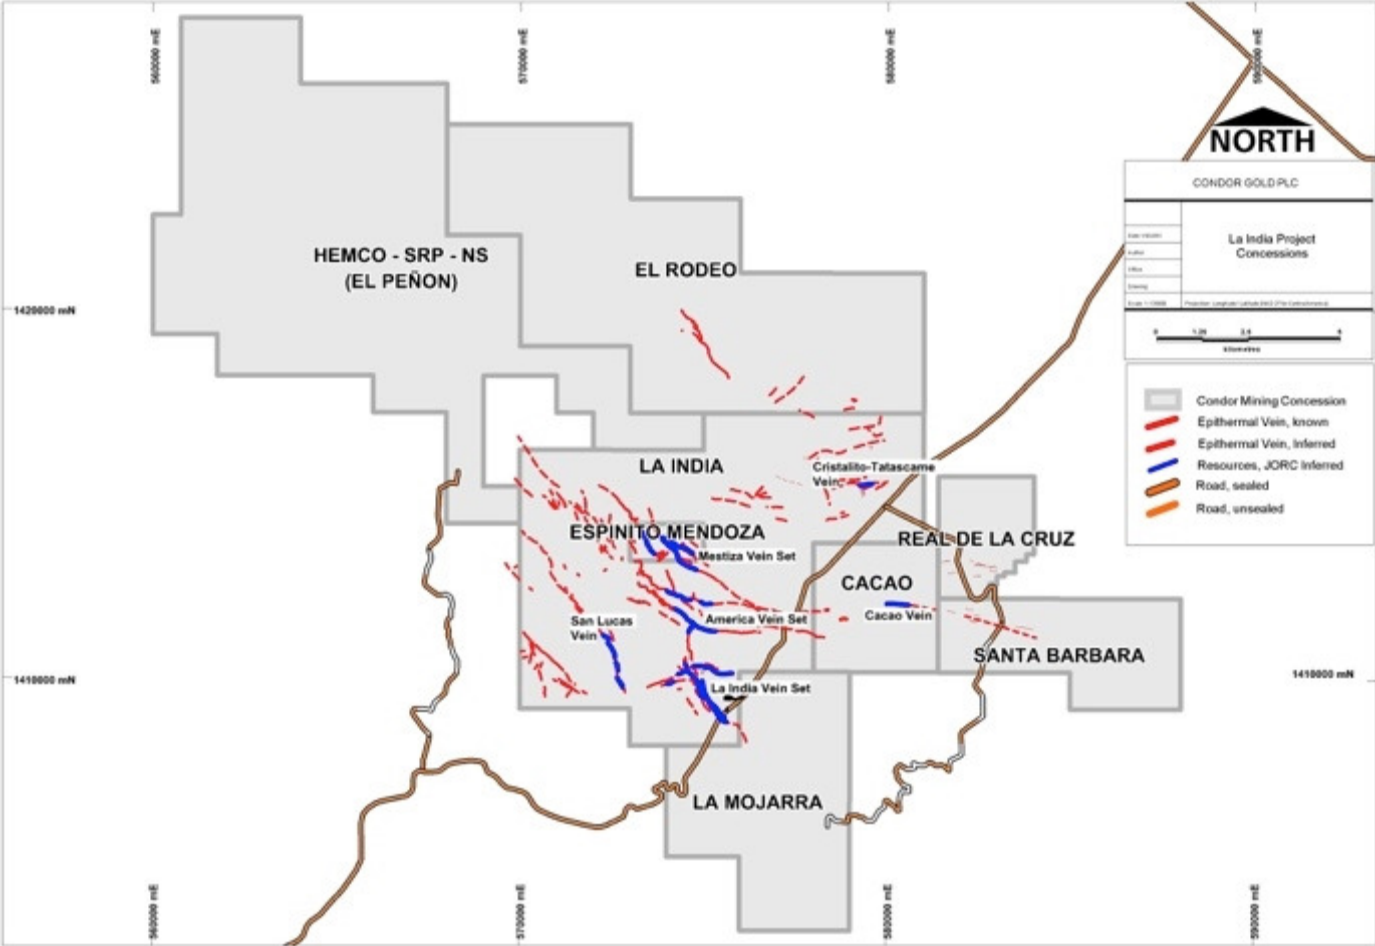 560000 mE
570000 mE
580000 mE
590000 mE
NORTH
CONDOR GOLD PLC
La India Project
Concessions
HEMCO - SRP - NS
(EL PEÑON)
EL RODEO
1420000 mN
kilometres
Condor Mining Concession
Epithermal Vein, known
Epithermal Vein, Inferred
Resources, JORC Inferred
Road, sealed
Road, unsealed
LA INDIA
Cristalito-Tatascame
Vein
ESPINITO MENDOZA
REAL DE LA CRUZ
Mestiza Vein Set
CACAO
San Lucas
Vein
America Vein Set
Cacao Vein
SANTA BARBARA
1410000 mN
1410000 mN
La India Vein Set
LA MOJARRA
560000 mE
570000 mE
580000 mE
590000 mE